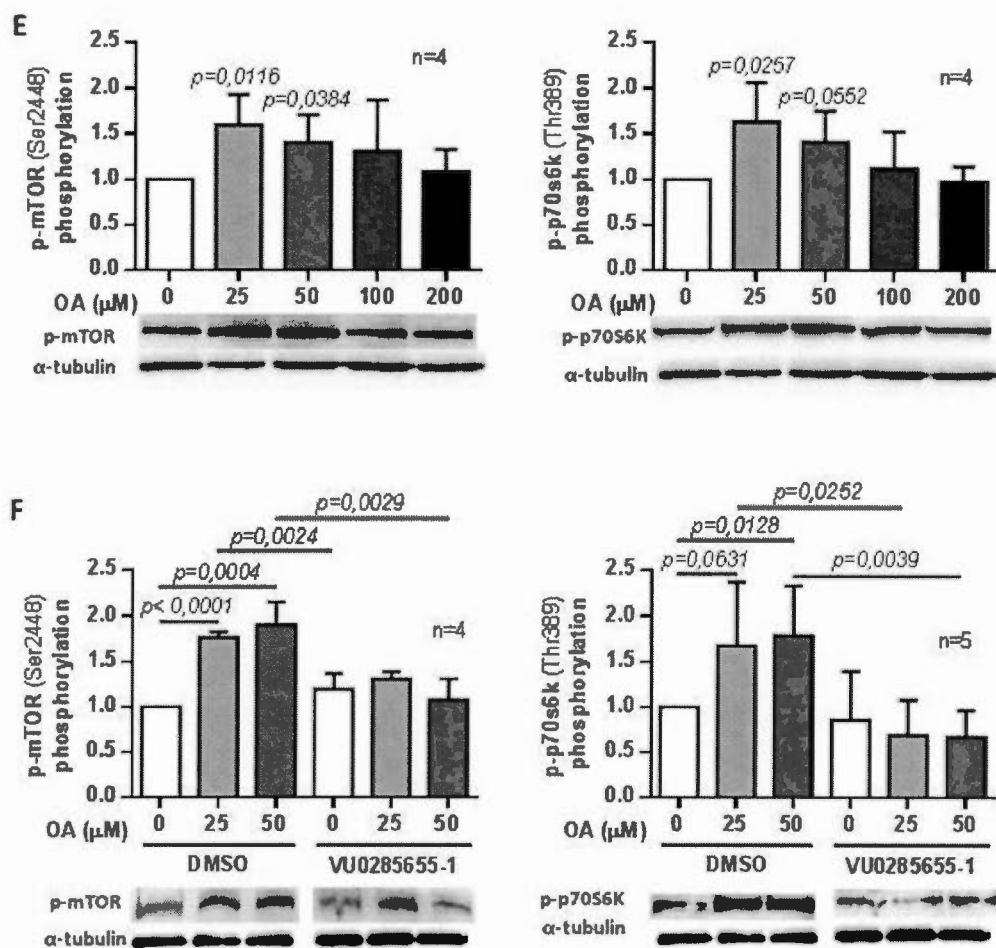 E
2.5
2.0
1.5
1.0
0.5
0.0
p-mTOR (Ser2448)
phosphorylation
p=0,0116
p=0,0384
n=4
OA (µM) 0 25 50 100 200
p-mTOR
α-tubulin
2.5
2.0
1.5
1.0
0.5
0.0
p-p70s6k (Thr389)
phosphorylation
p=0,0257
p=0,0552
n=4
OA (µM) 0 25 50 100 200
p-p70S6K
α-tubulin
F
p=0,0029
p=0,0024
p=0,0004
p< 0,0001
2.5
2.0
1.5
1.0
0.5
0.0
p-mTOR (Ser2448)
phosphorylation
n=4
OA (µM) 0 25 50 0 25 50
DMSO VU0285655-1
p-mTOR
α-tubulin
p=0,0252
p=0,0128
p=0,0631
p=0,0039
2.5
2.0
1.5
1.0
0.5
0.0
p-p70s6k (Thr389)
phosphorylation
n=5
OA (µM) 0 25 50 0 25 50
DMSO VU0285655-1
p-p70S6K
α-tubulin